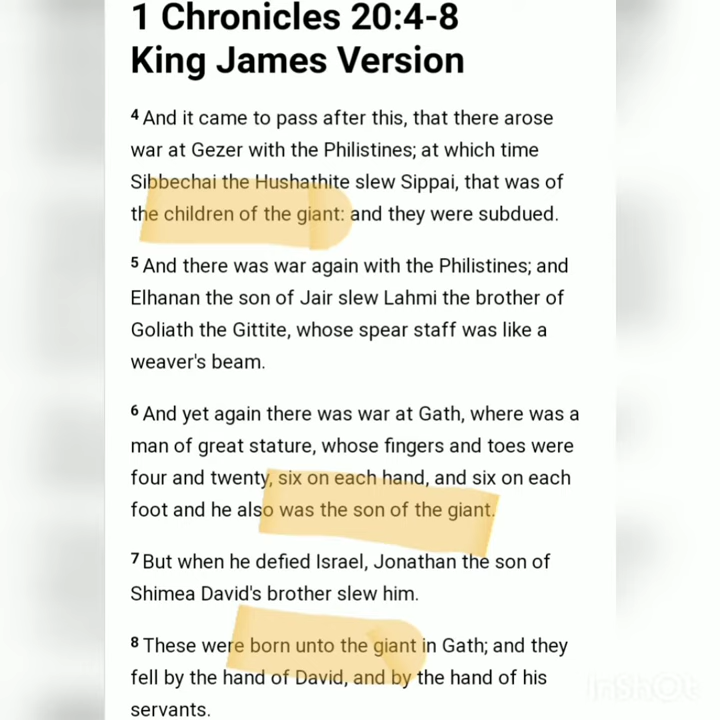 1 Chronicles 20:4-8
King James Version
4 And it came to pass after this, that there arose
war at Gezer with the Philistines; at which time
Sibbechai the Hushathite slew Sippai, that was of
the children of the giant: and they were subdued.
5 And there was war again with the Philistines; and
Elhanan the son of Jair slew Lahmi the brother of
Goliath the Gittite, whose spear staff was like a
weaver's beam.
6 And yet again there was war at Gath, where was a
man of great stature, whose fingers and toes were
four and twenty, six on each hand, and six on each
foot and he also was the son of the giant.
7 But when he defied Israel, Jonathan the son of
Shimea David's brother slew him.
8 These were born unto the giant in Gath; and they
fell by the hand of David, and by the hand of his
servants.
InShOt